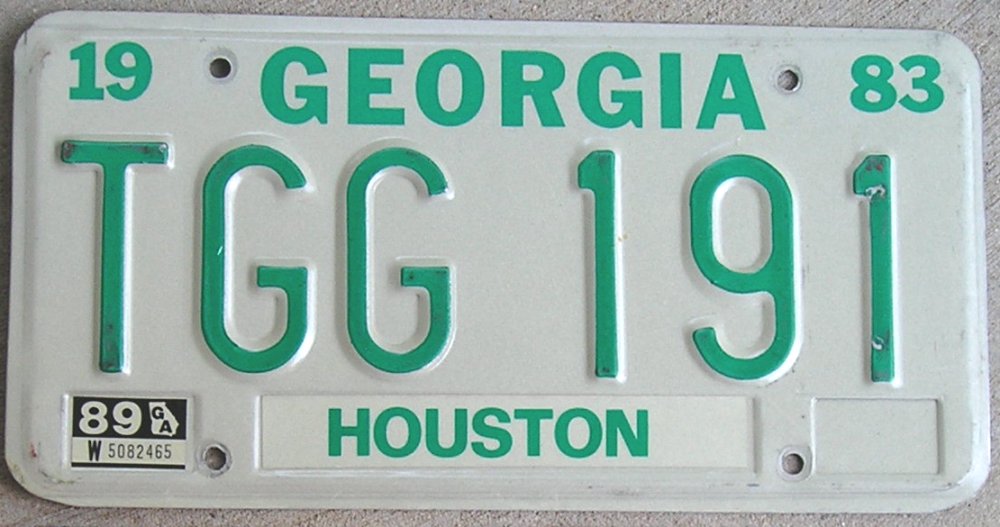 19 GEORGIA 83
TGG 191
89 GA
W 5082465
HOUSTON